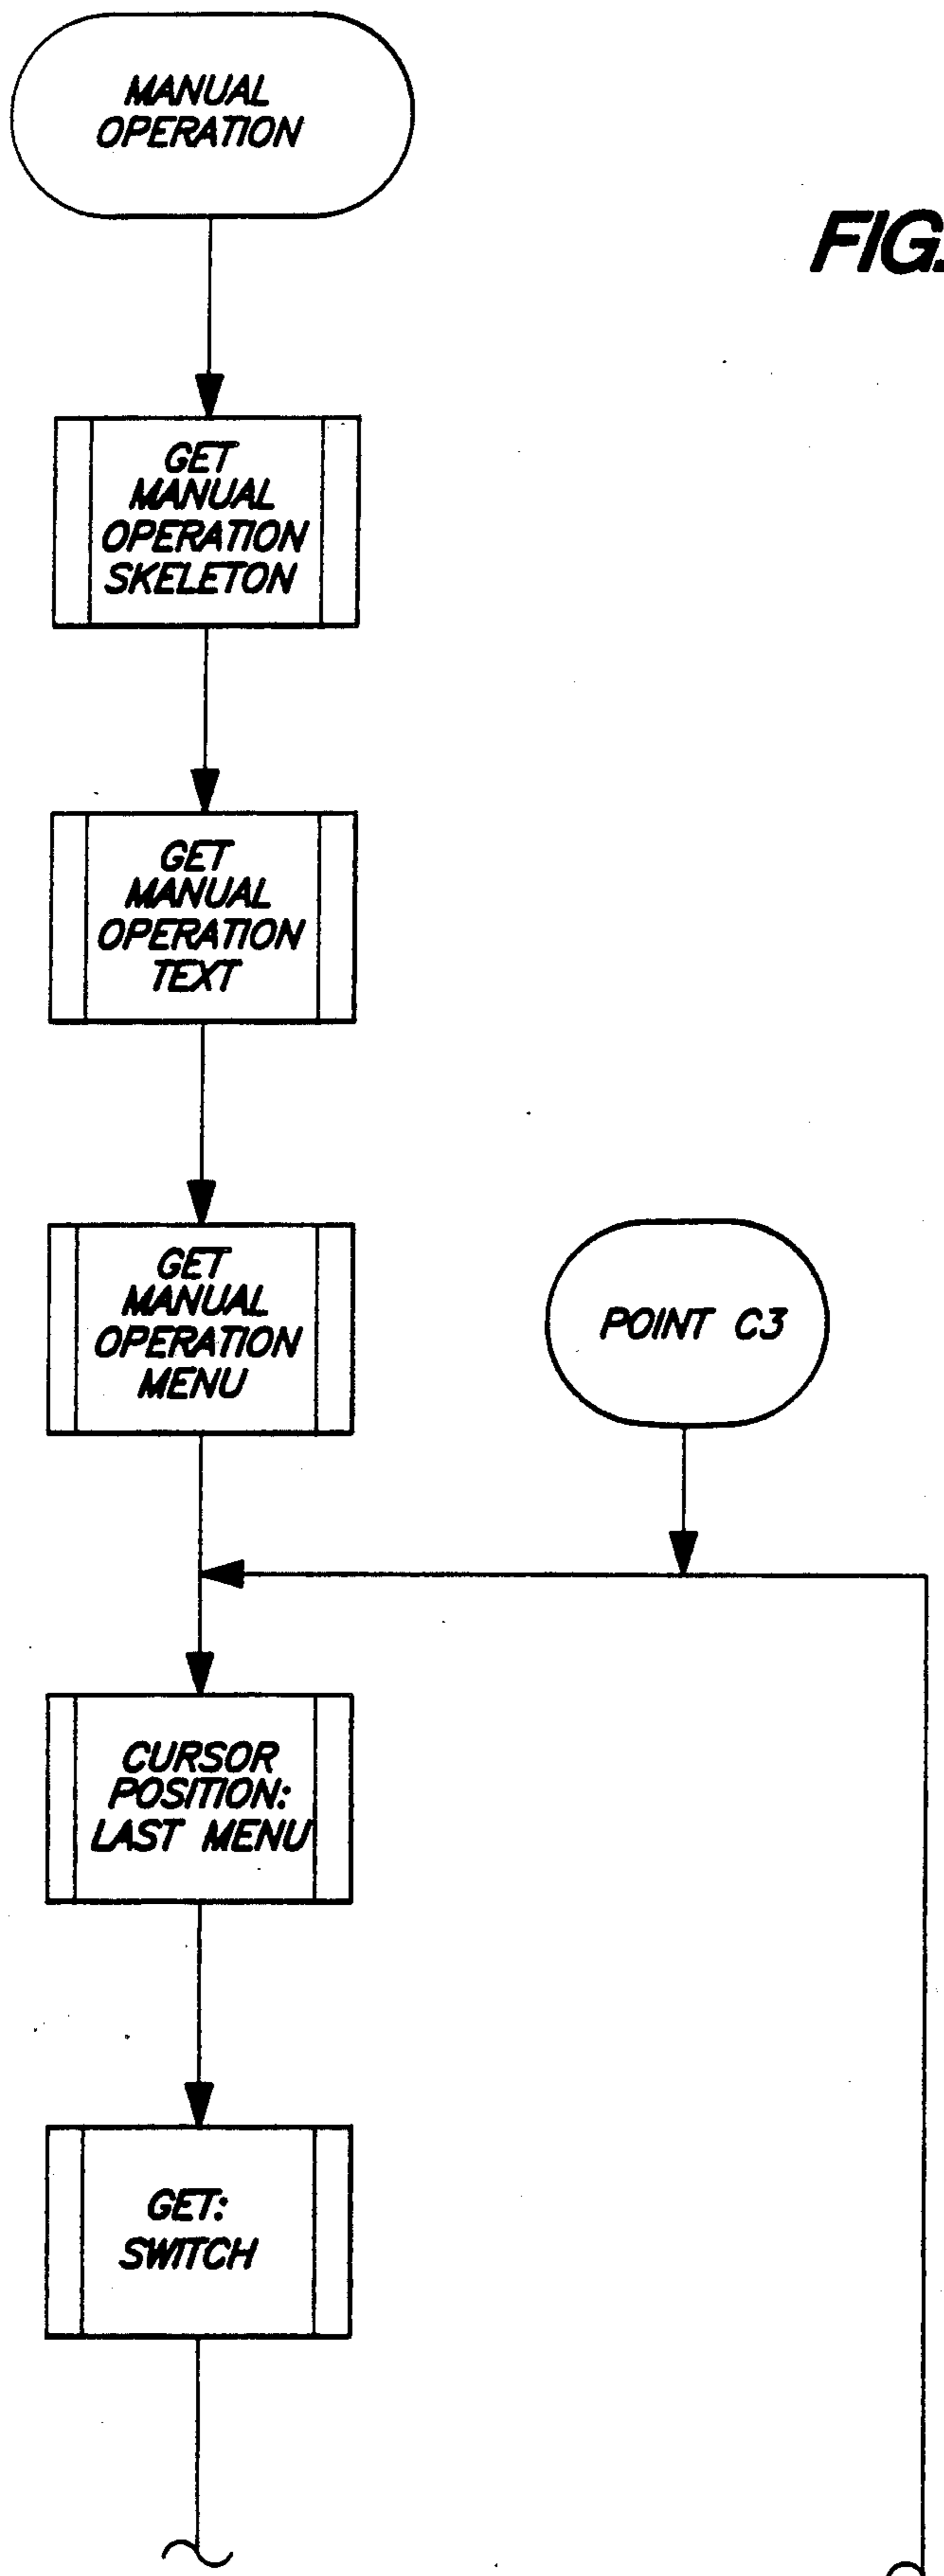 MANUAL
OPERATION
FIG.
GET
MANUAL
OPERATION
SKELETON
GET
MANUAL
OPERATION
TEXT
GET
MANUAL
OPERATION
MENU
POINT C3
CURSOR
POSITION:
LAST MENU
GET:
SWITCH